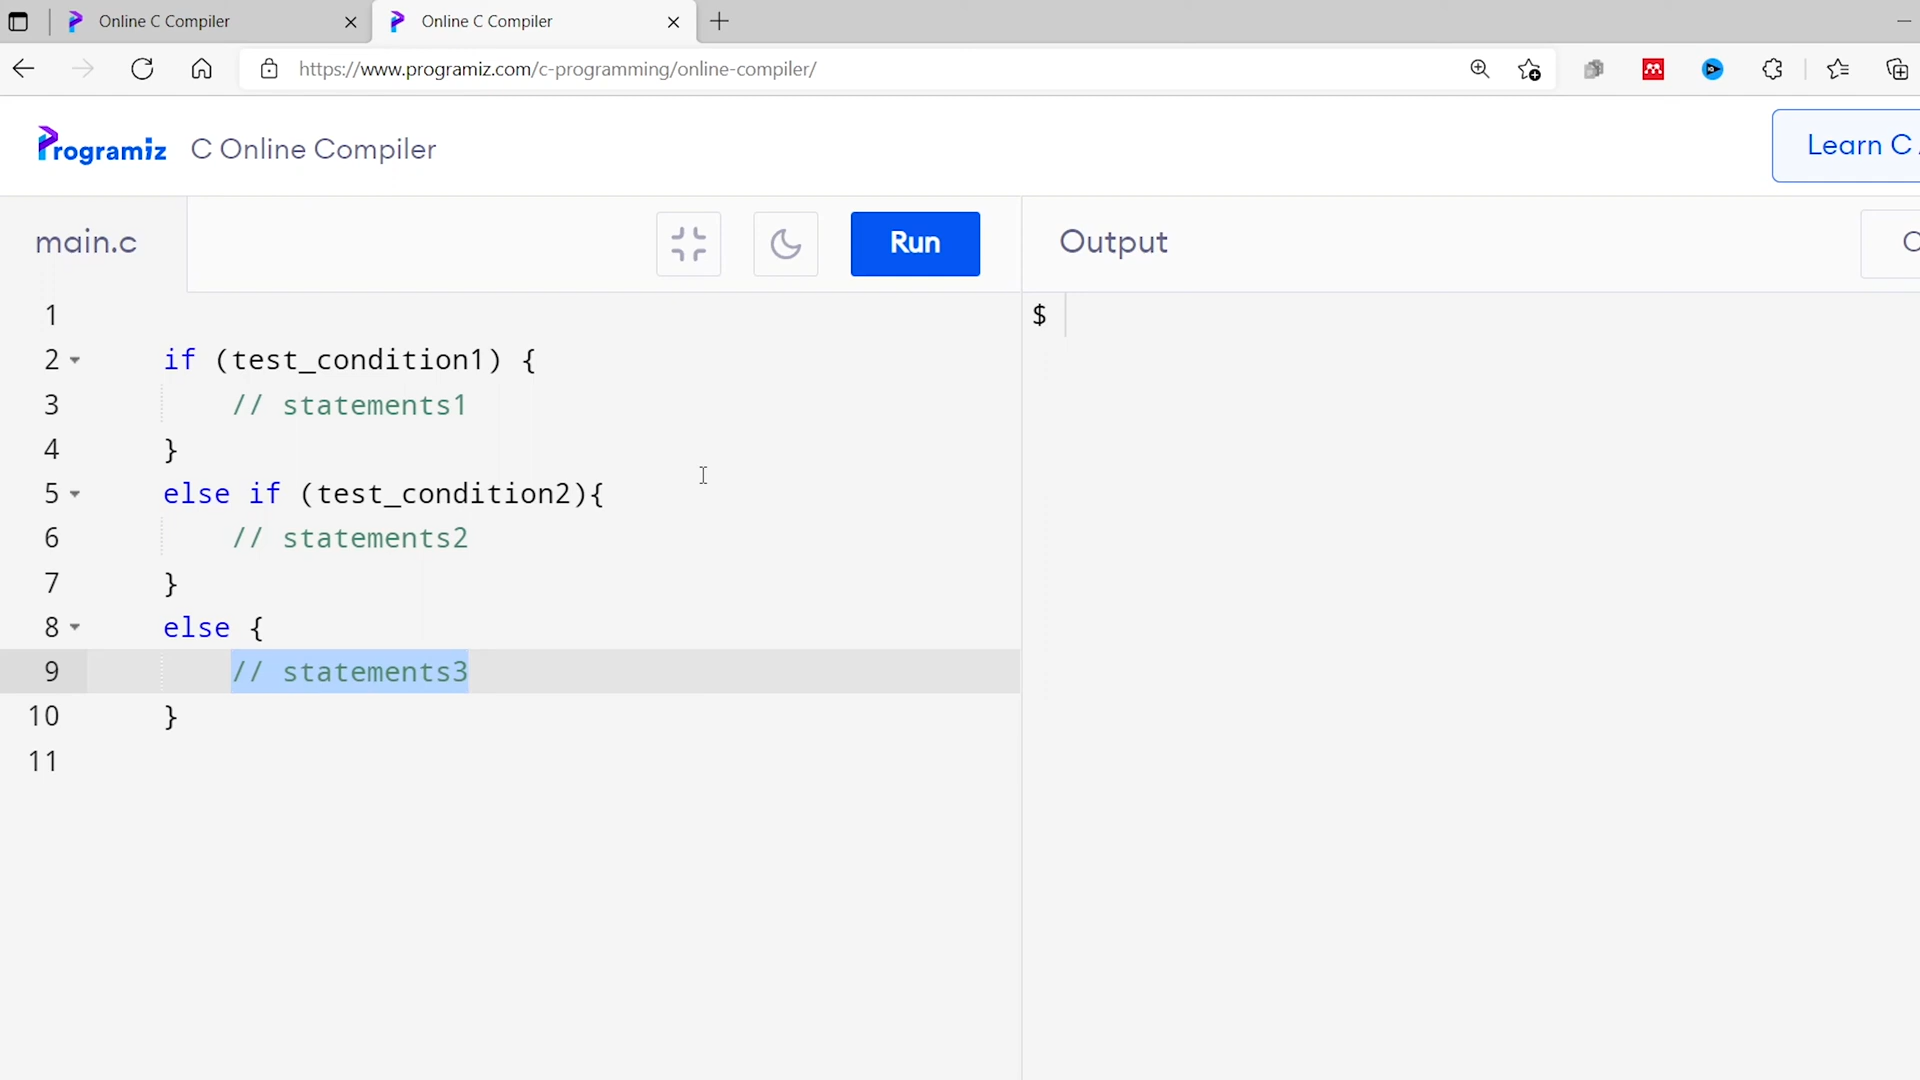 Online C Compiler
Online C Compiler
https://www.programiz.com/c-programming/online-compiler/
Programiz C Online Compiler
Learn C
main.c
Run
Output
1
$
2 if (test_condition1) {
3 // statements1
4 }
5 else if (test_condition2){
6 // statements2
7 }
8 else {
9 // statements3
10 }
11